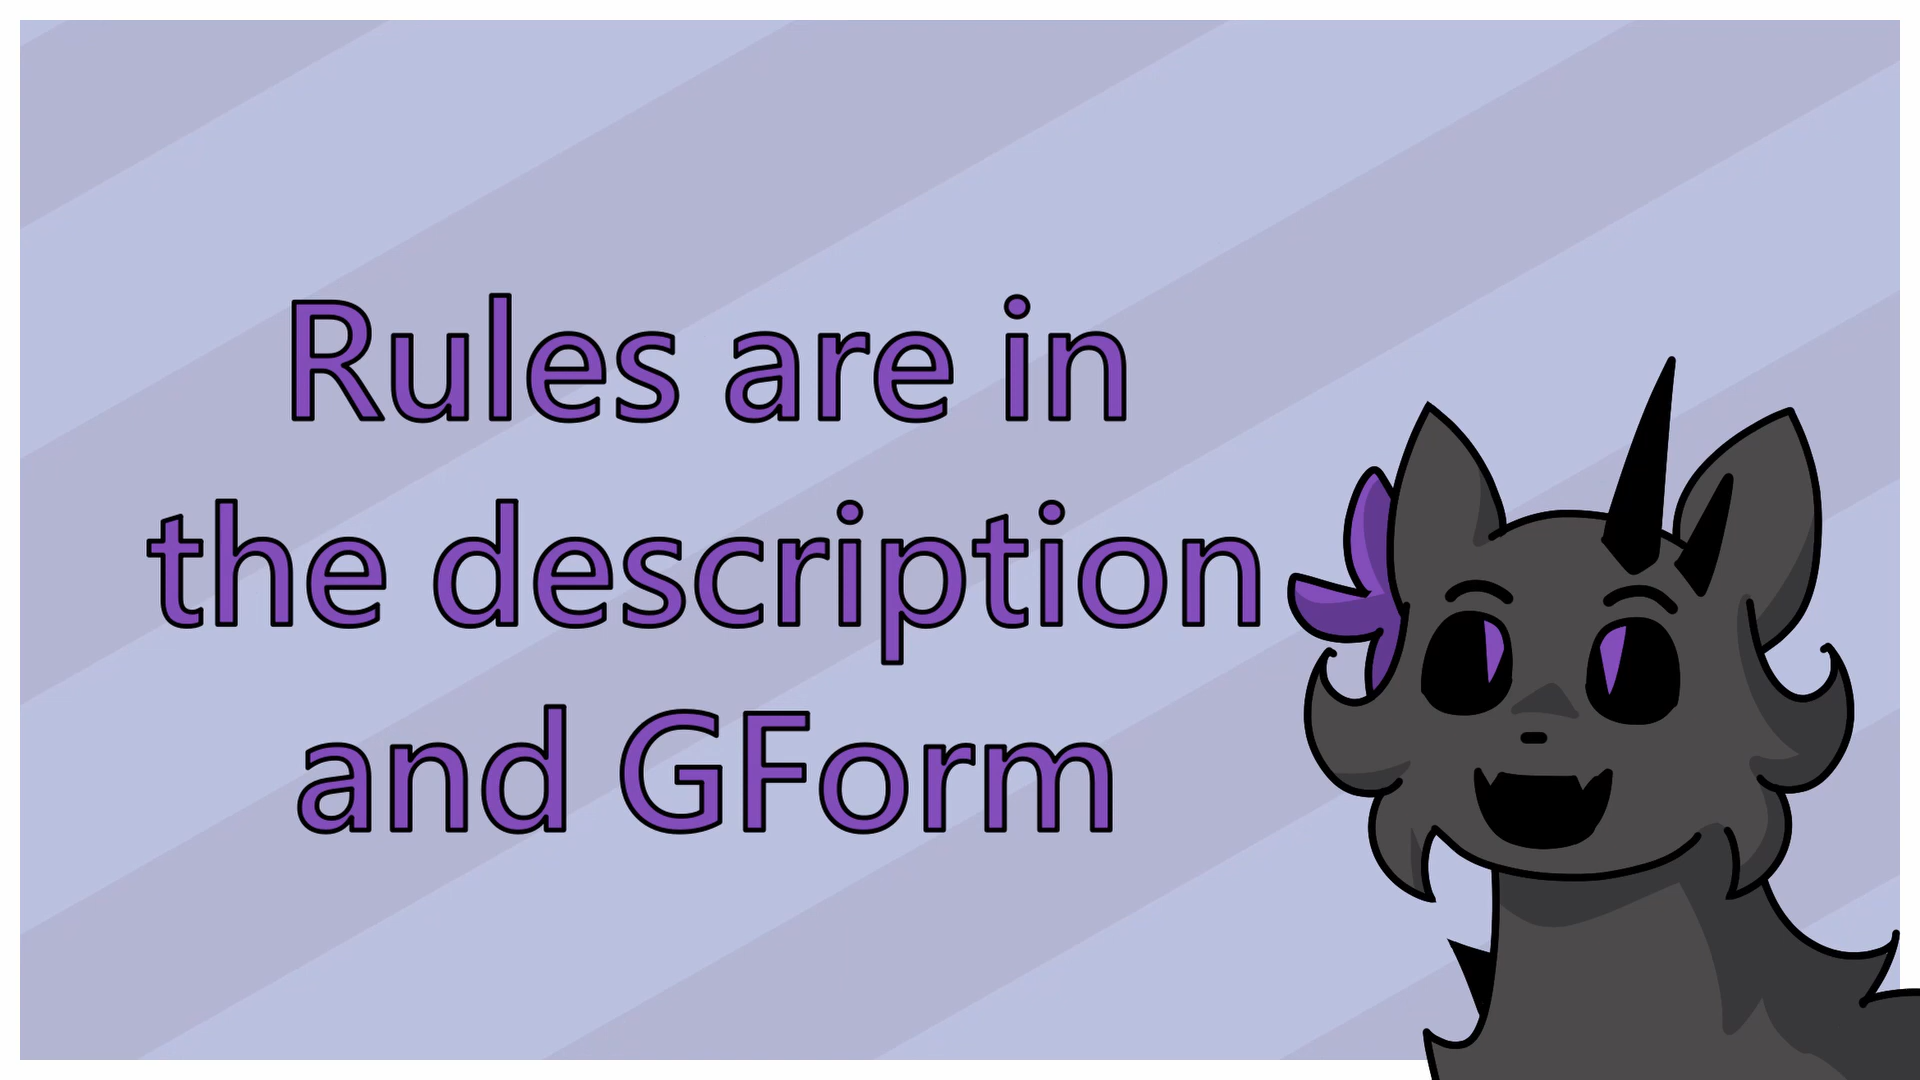 Rules are in
the description
and GForm